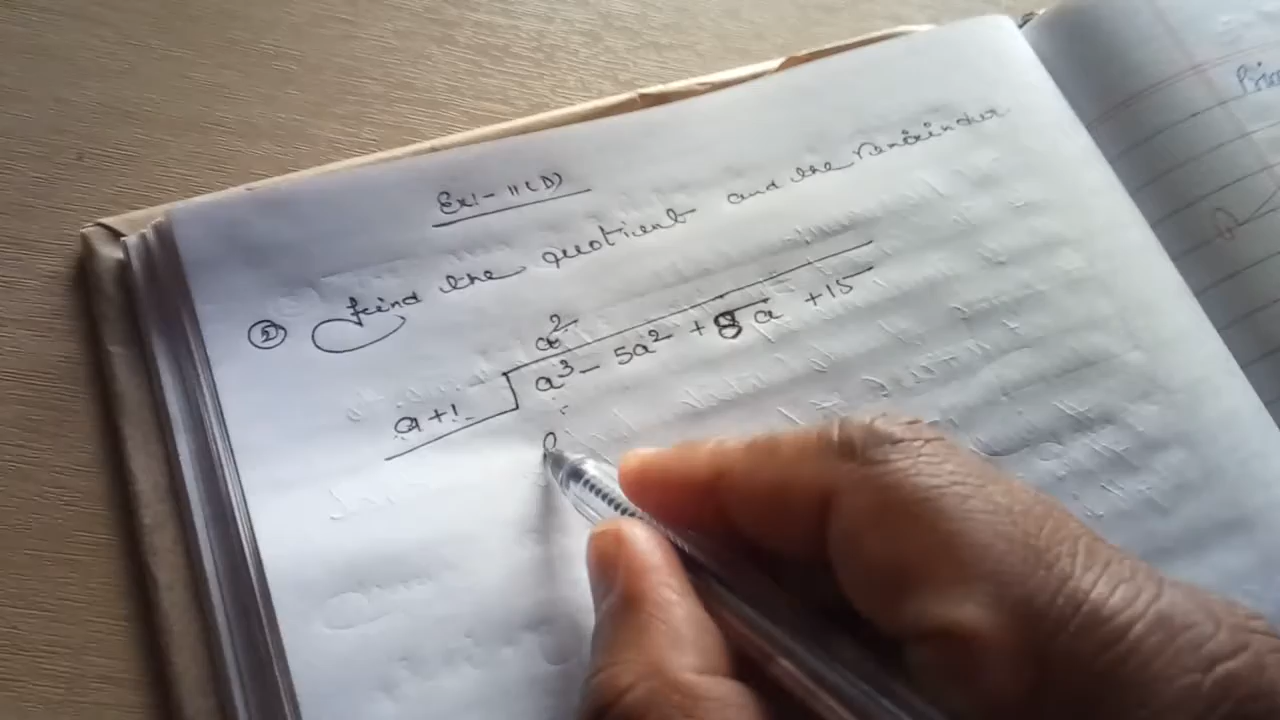 Ex:- 11(D)
② find the quotient and the remainder
a²
a+1 a³ - 5a² + 8a + 15